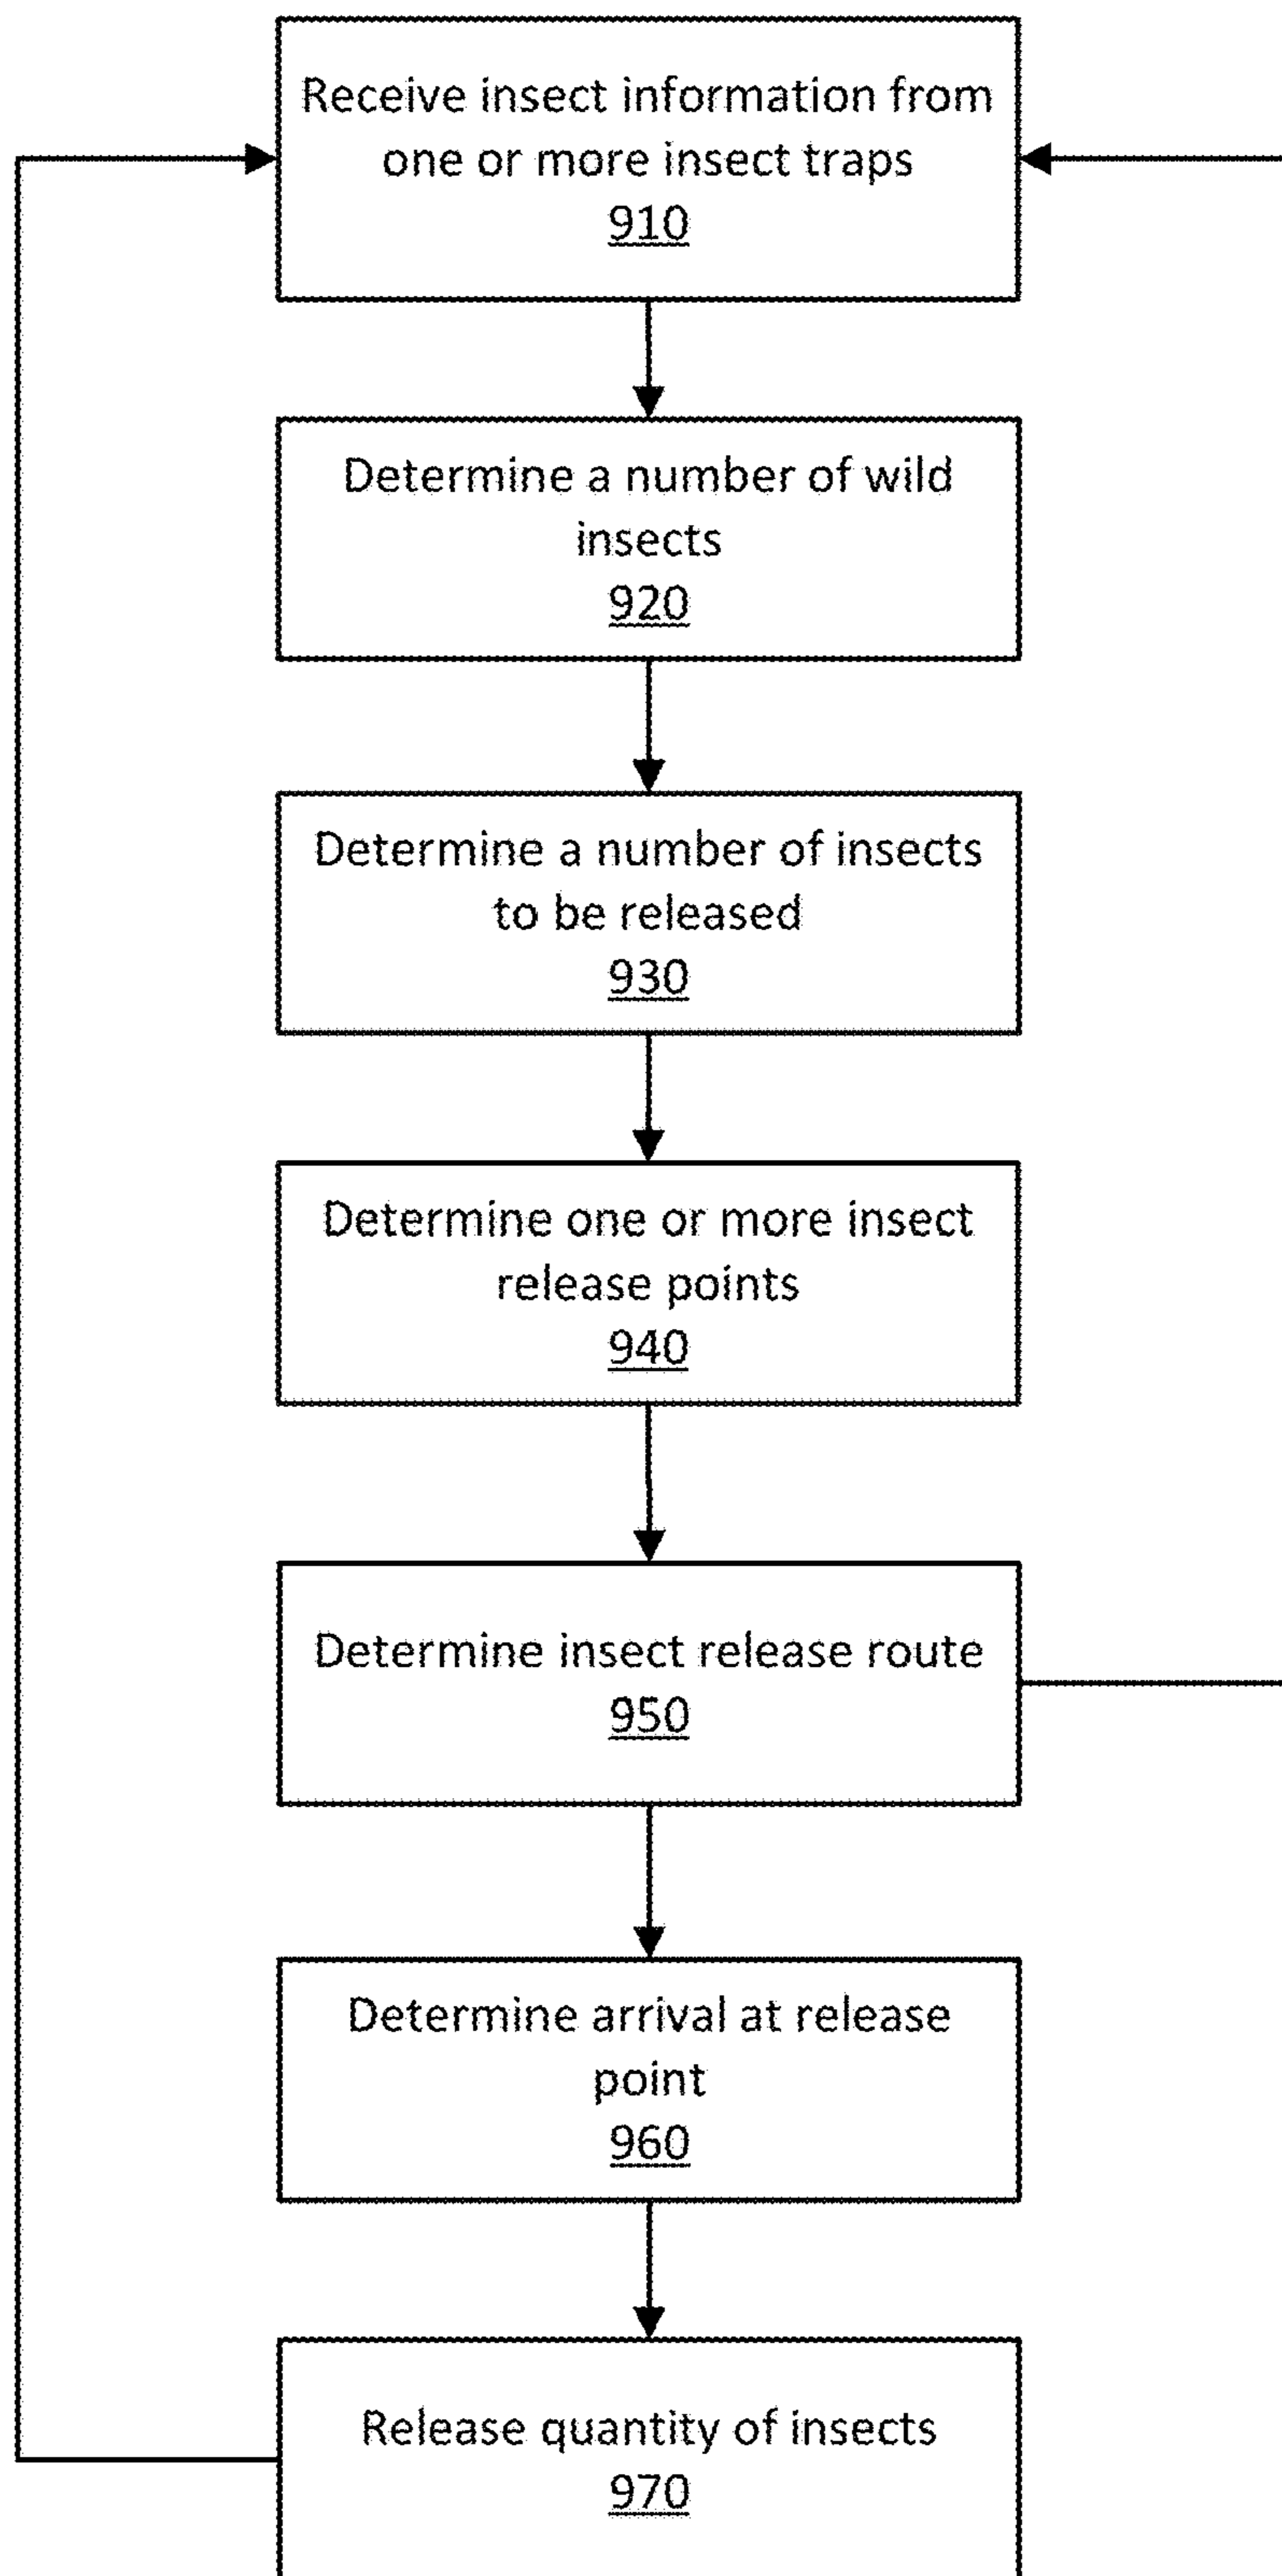 Receive insect information from
one or more insect traps
910
Determine a number of wild
insects
920
Determine a number of insects
to be released
930
Determine one or more insect
release points
940
Determine insect release route
950
Determine arrival at release
point
960
Release quantity of insects
970